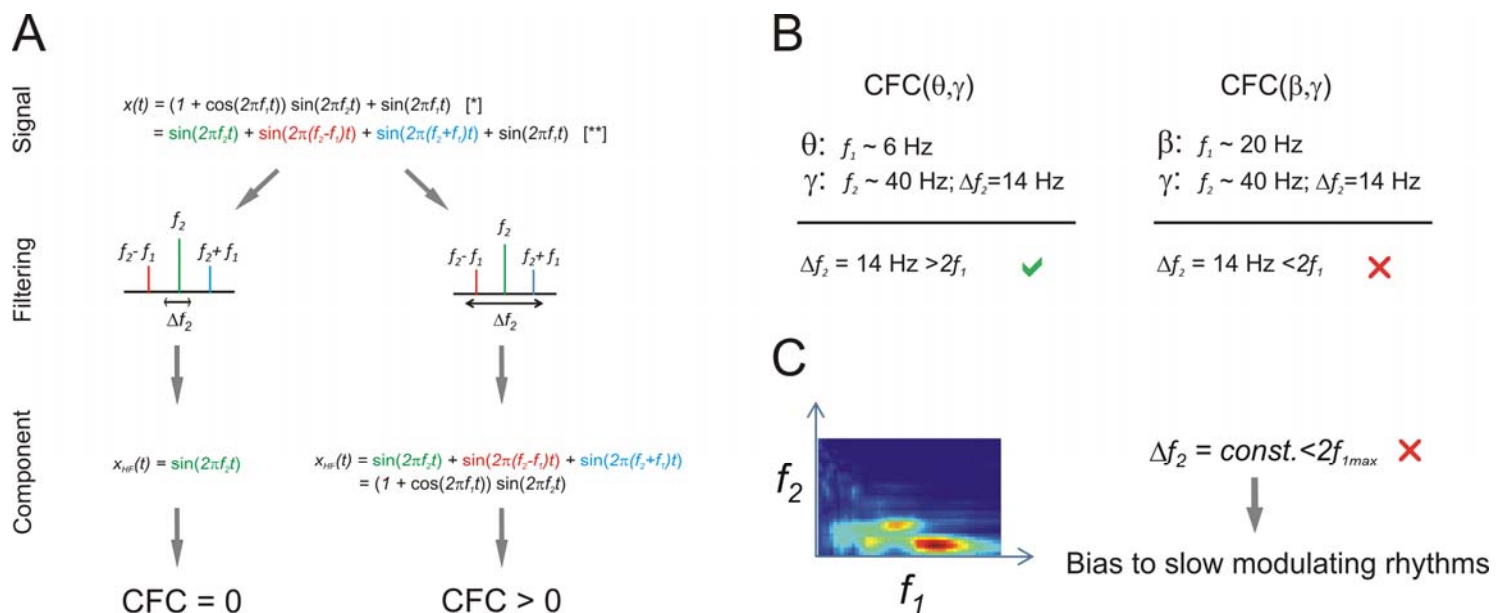 A
Signal
x(t) = (1 + cos(2πf₁t)) sin(2πf₂t) + sin(2πf₁t) [*]
= sin(2πf₂t) + sin(2π(f₂-f₁)t) + sin(2π(f₂+f₁)t) + sin(2πf₁t) [**]
Filtering
f₂
f₂- f₁ f₂+ f₁
Δf₂
f₂
f₂- f₁ f₂+ f₁
Δf₂
Component
x_HF(t) = sin(2πf₂t)
x_HF(t) = sin(2πf₂t) + sin(2π(f₂-f₁)t) + sin(2π(f₂+f₁)t)
= (1 + cos(2πf₁t)) sin(2πf₂t)
CFC = 0
CFC > 0
B
CFC(θ,γ)
θ: f₁ ~ 6 Hz
γ: f₂ ~ 40 Hz; Δf₂=14 Hz
Δf₂ = 14 Hz >2f₁
CFC(β,γ)
β: f₁ ~ 20 Hz
γ: f₂ ~ 40 Hz; Δf₂=14 Hz
Δf₂ = 14 Hz <2f₁
C
f₂
f₁
Δf₂ = const.<2f₁max
Bias to slow modulating rhythms